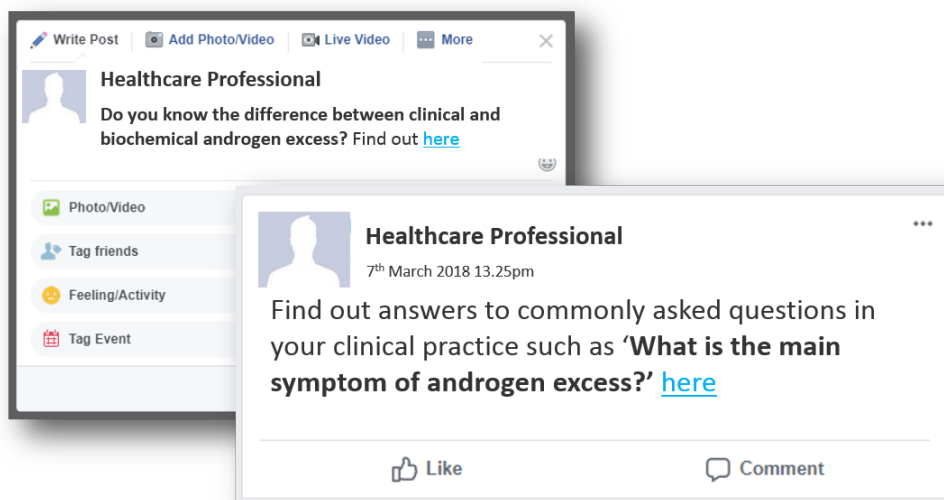 Write Post Add Photo/Video Live Video More
Healthcare Professional
Do you know the difference between clinical and
biochemical androgen excess? Find out here
Photo/Video
Tag friends
Feeling/Activity
Tag Event
Healthcare Professional
7th March 2018 13.25pm
Find out answers to commonly asked questions in
your clinical practice such as ‘What is the main
symptom of androgen excess?’ here
Like Comment